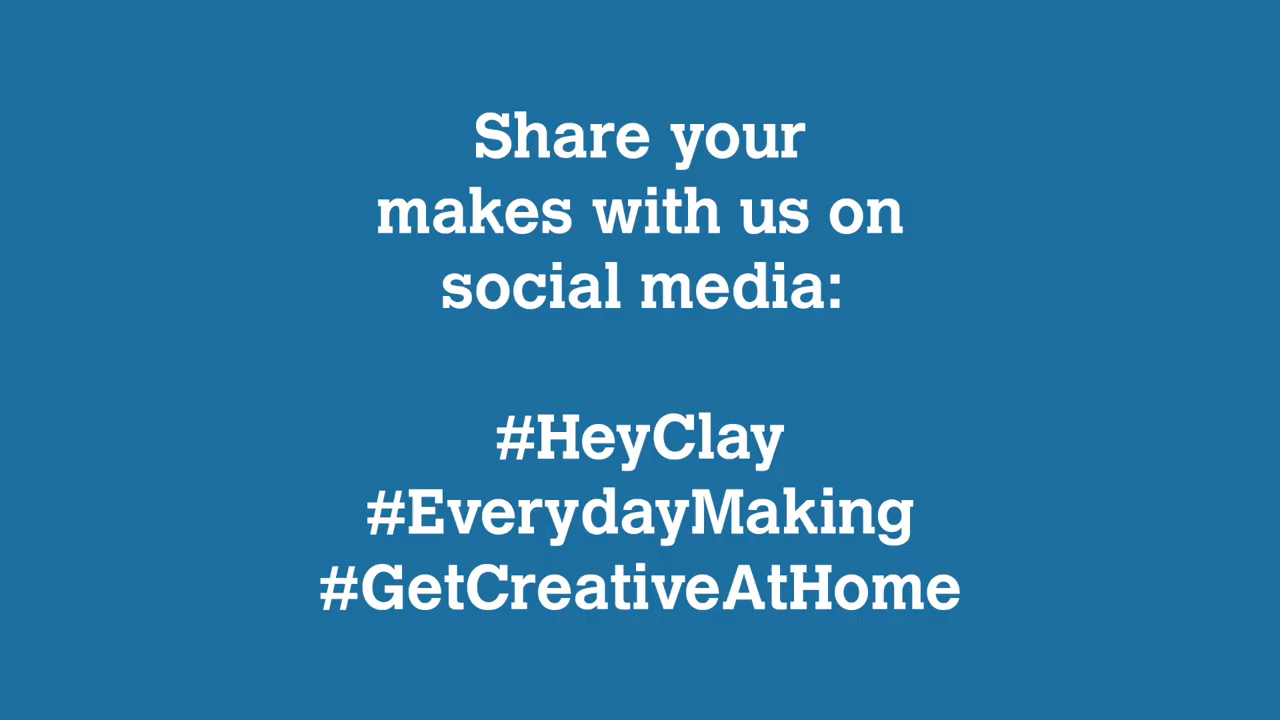 Share your
makes with us on
social media:
#HeyClay
#EverydayMaking
#GetCreativeAtHome